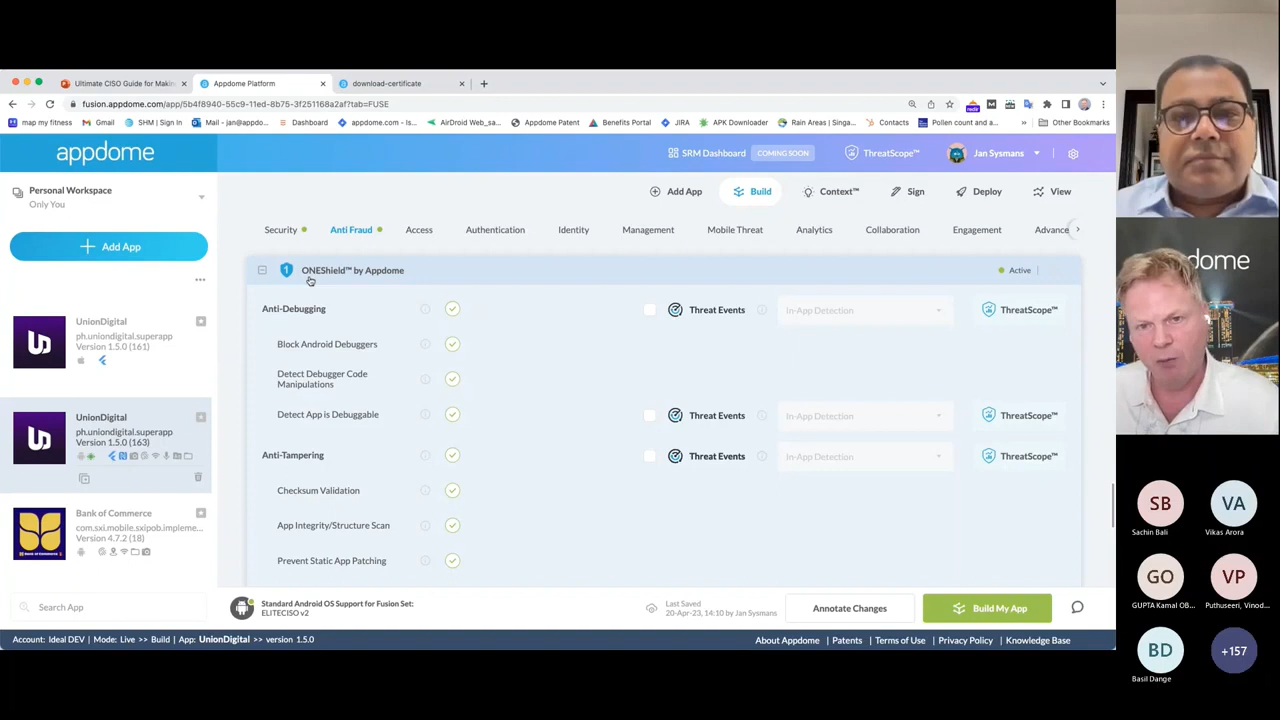 Ultimate CISO Guide for Makin
Appdome Platform
download-certificate
fusion.appdome.com/app/5b4f8940-55c9-11ed-8b75-3f251168a2af?tab=FUSE
map my fitness
Gmail
SHM | Sign In
Mail - jan@appdo...
Dashboard
appdome.com - Is...
AirDroid Web_sa...
Appdome Patent
Benefits Portal
JIRA
APK Downloader
Rain Areas | Singa...
Contacts
Pollen count and a...
Other Bookmarks
appdome
SRM Dashboard
COMING SOON
ThreatScope™
Jan Sysmans
Personal Workspace
Only You
Add App
Build
Context™
Sign
Deploy
View
Add App
Security
Anti Fraud
Access
Authentication
Identity
Management
Mobile Threat
Analytics
Collaboration
Engagement
Advance
ONEShield™ by Appdome
Active
Anti-Debugging
Threat Events
In-App Detection
ThreatScope™
Block Android Debuggers
Detect Debugger Code
Manipulations
Detect App is Debuggable
Threat Events
In-App Detection
ThreatScope™
Anti-Tampering
Threat Events
In-App Detection
ThreatScope™
Checksum Validation
App Integrity/Structure Scan
Prevent Static App Patching
UnionDigital
ph.uniondigital.superapp
Version 1.5.0 (161)
UnionDigital
ph.uniondigital.superapp
Version 1.5.0 (163)
Bank of Commerce
com.sxi.mobile.sxipob.impleme...
Version 4.7.2 (18)
BANK OF COMMERCE
Search App
Standard Android OS Support for Fusion Set:
ELITECISO v2
Last Saved
20-Apr-23, 14:10 by Jan Sysmans
Annotate Changes
Build My App
Account: Ideal DEV | Mode: Live >> Build | App: UnionDigital >> version 1.5.0
About Appdome | Patents | Terms of Use | Privacy Policy | Knowledge Base
dome
SB
Sachin Bali
VA
Vikas Arora
GO
GUPTA Kamal OB...
VP
Puthuseeri, Vinod...
BD
Basil Dange
+157